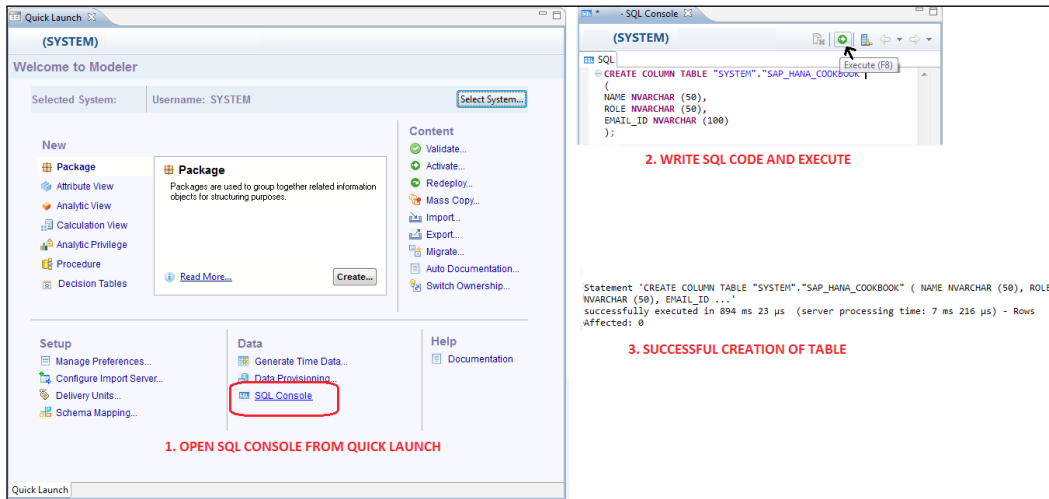 Quick Launch
(SYSTEM)
Welcome to Modeler
Selected System:
Username: SYSTEM
Select System...
New
Package
Attribute View
Analytic View
Calculation View
Analytic Privilege
Procedure
Decision Tables
Package
Packages are used to group together related information
objects for structuring purposes.
Read More...
Create...
Content
Validate...
Activate...
Redeploy...
Mass Copy...
Import...
Export...
Migrate...
Auto Documentation...
Switch Ownership...
Setup
Manage Preferences...
Configure Import Server...
Delivery Units...
Schema Mapping...
Data
Generate Time Data...
Data Provisioning...
SQL Console
Help
Documentation
1. OPEN SQL CONSOLE FROM QUICK LAUNCH
Quick Launch
* - SQL Console
(SYSTEM)
Execute (F8)
SQL
CREATE COLUMN TABLE "SYSTEM"."SAP_HANA_COOKBOOK"
(
NAME NVARCHAR (50),
ROLE NVARCHAR (50),
EMAIL_ID NVARCHAR (100)
);
2. WRITE SQL CODE AND EXECUTE
Statement 'CREATE COLUMN TABLE "SYSTEM"."SAP_HANA_COOKBOOK" ( NAME NVARCHAR (50), ROLE
NVARCHAR (50), EMAIL_ID ...'
successfully executed in 894 ms 23 µs (server processing time: 7 ms 216 µs) - Rows
Affected: 0
3. SUCCESSFUL CREATION OF TABLE